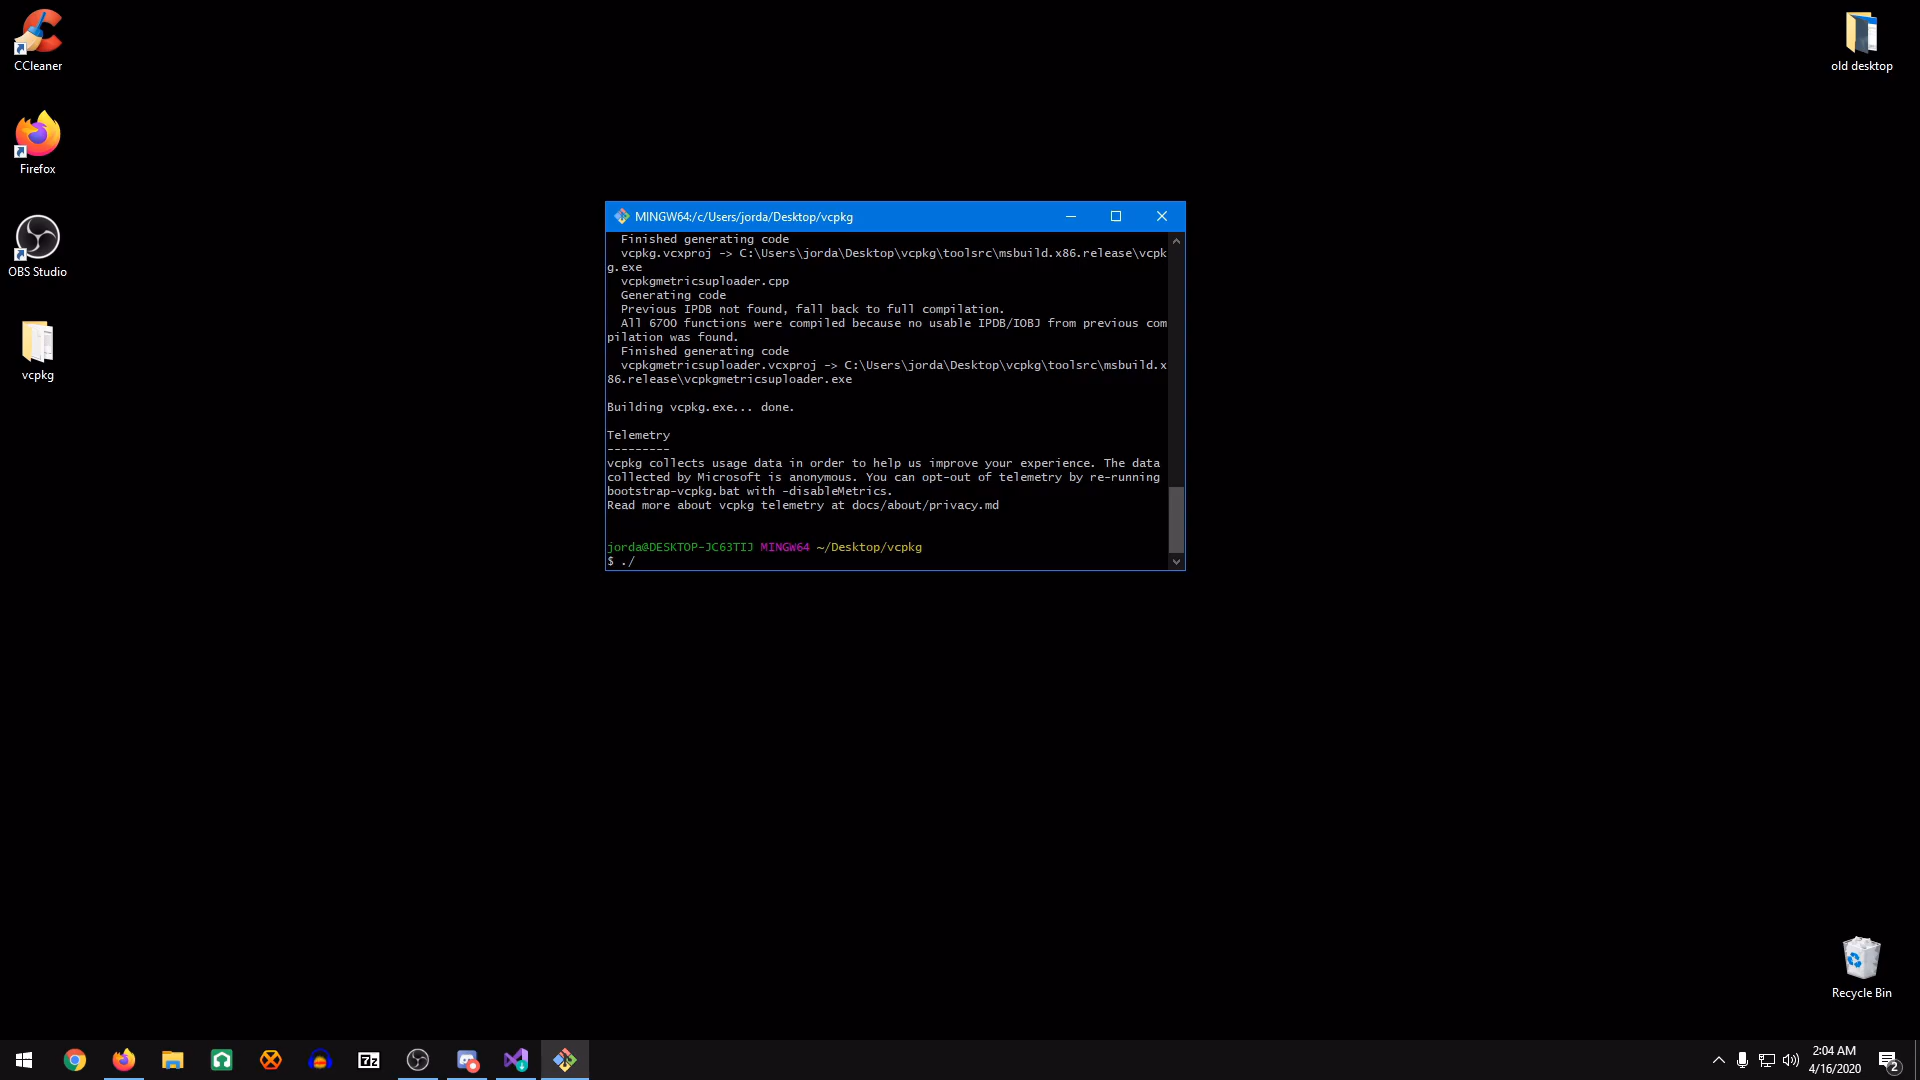 CCleaner
Firefox
OBS Studio
vcpkg
old desktop
MINGW64:/c/Users/jorda/Desktop/vcpkg
Finished generating code
vcpkg.vcxproj -> C:\Users\jorda\Desktop\vcpkg\toolsrc\msbuild.x86.release\vcpk
g.exe
vcpkgmetricsuploader.cpp
Generating code
Previous IPDB not found, fall back to full compilation.
All 6700 functions were compiled because no usable IPDB/IOBJ from previous com
pilation was found.
Finished generating code
vcpkgmetricsuploader.vcxproj -> C:\Users\jorda\Desktop\vcpkg\toolsrc\msbuild.x
86.release\vcpkgmetricsuploader.exe
Building vcpkg.exe... done.
Telemetry
---------
vcpkg collects usage data in order to help us improve your experience. The data
collected by Microsoft is anonymous. You can opt-out of telemetry by re-running
bootstrap-vcpkg.bat with -disableMetrics.
Read more about vcpkg telemetry at docs/about/privacy.md
jorda@DESKTOP-JC63TIJ MINGW64 ~/Desktop/vcpkg
$ ./
Recycle Bin
7z
2:04 AM
4/16/2020
2